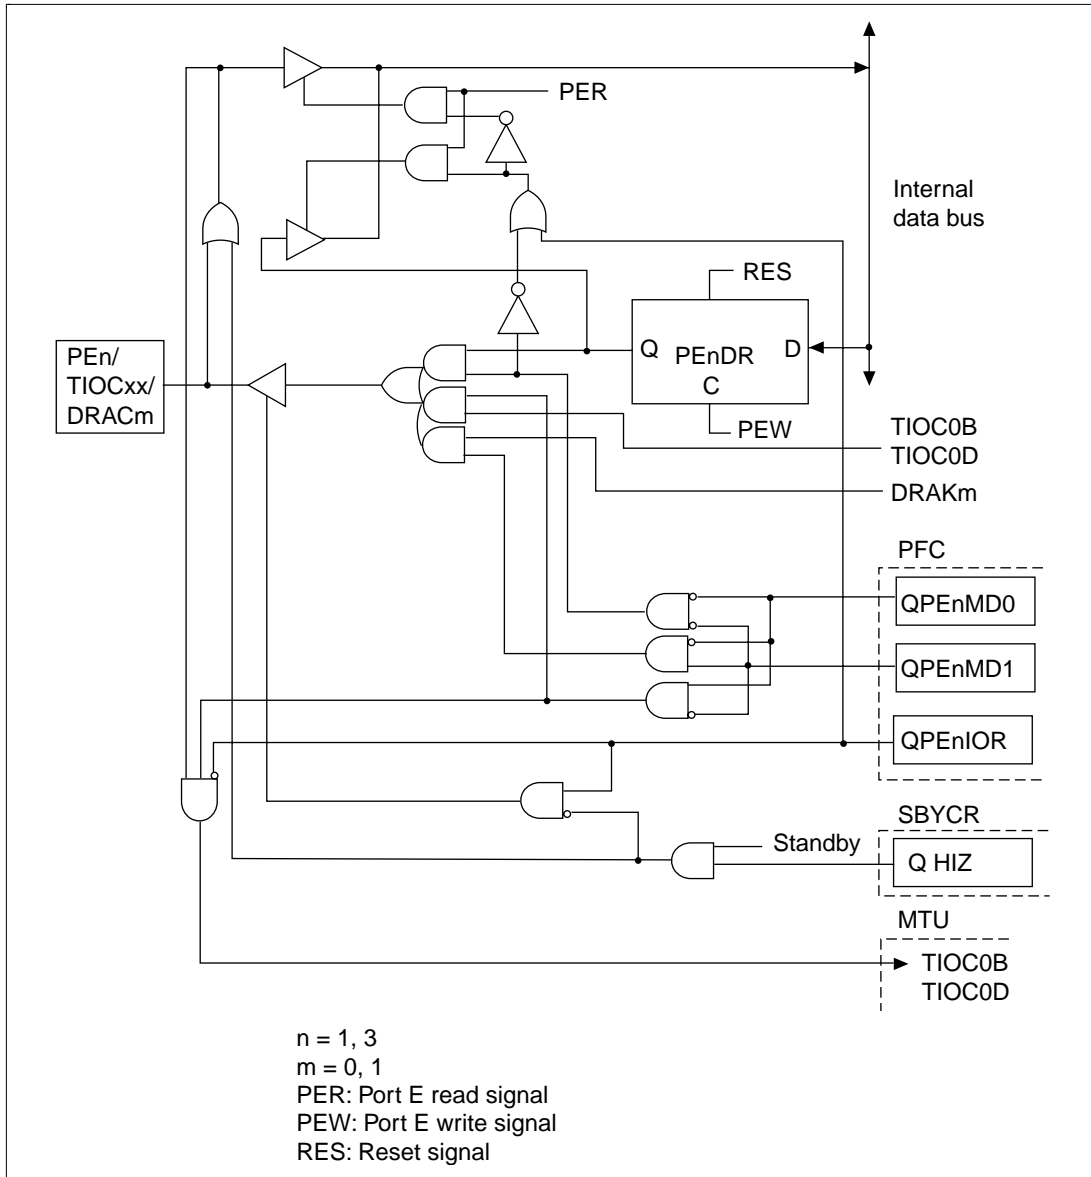 PER
Internal
data bus
RES
Q PEnDR D
C
PEn/
TIOCxx/
DRACm
PEW
TIOC0B
TIOC0D
DRAKm
PFC
QPEnMD0
QPEnMD1
QPEnIOR
SBYCR
Standby
Q HIZ
MTU
TIOC0B
TIOC0D
n = 1, 3
m = 0, 1
PER: Port E read signal
PEW: Port E write signal
RES: Reset signal